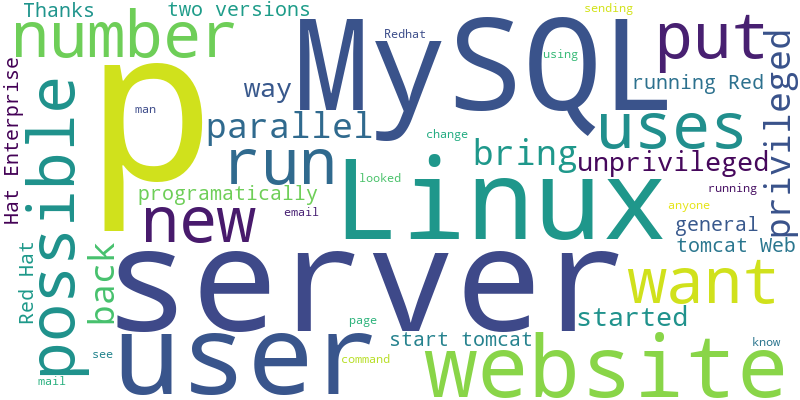 Thanks
two versions
sending
number
p
MySQL
Redhat
put
using
Hat Enterprise
possible
man
way
running Red
privileged
parallel
uses
change
run
bring
unprivileged
looked
programatically
Linux
running
new
email
anyone
general
Red Hat
back
server
tomcat Web
want
started
page
user
start tomcat
website
know
see
command
mail